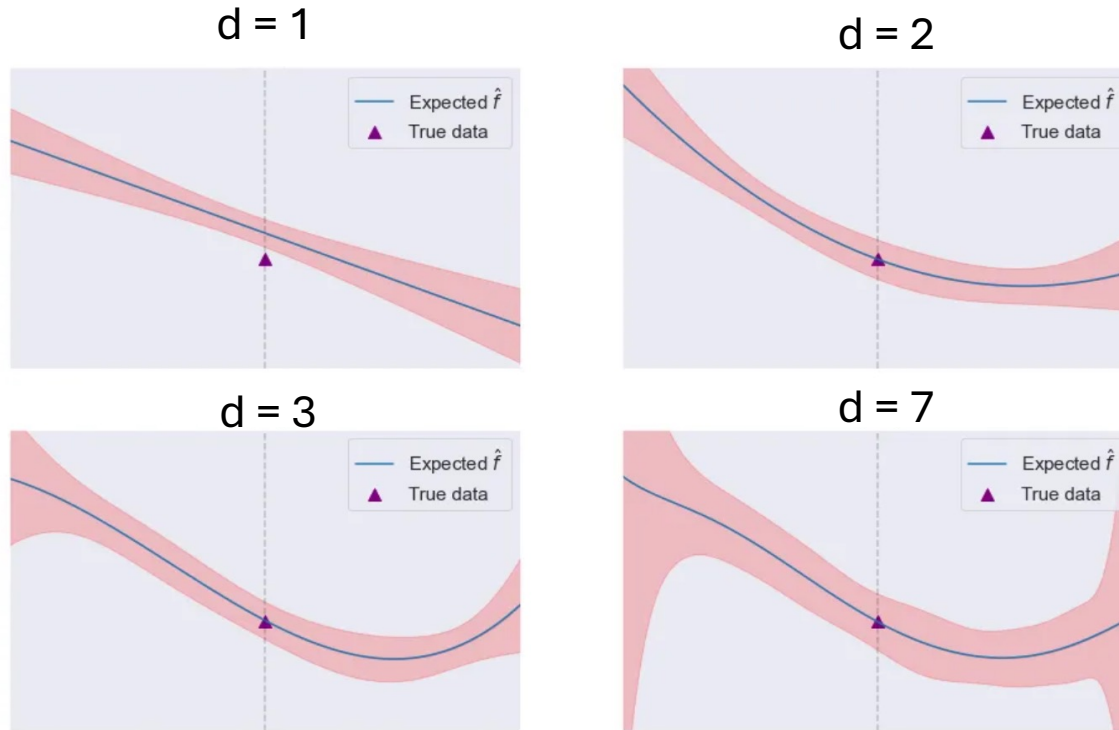 d = 1
Expected f̂
True data
d = 2
Expected f̂
True data
d = 3
Expected f̂
True data
d = 7
Expected f̂
True data